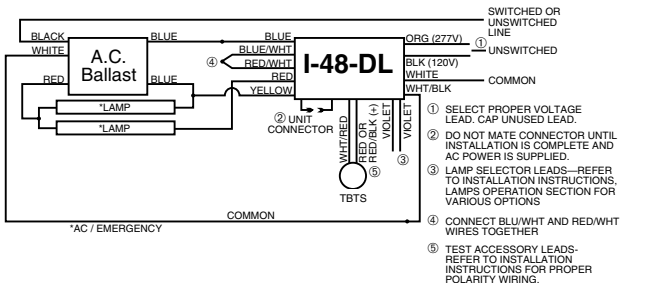 SWITCHED OR
UNSWITCHED
LINE
BLACK
BLUE
BLUE
ORG (277V)
①
UNSWITCHED
WHITE
BLUE/WHT
A.C.
Ballast
I-48-DL
④
RED/WHT
BLK (120V)
RED
BLUE
RED
WHITE
COMMON
YELLOW
WHT/BLK
*LAMP
*LAMP
② UNIT
CONNECTOR
WHT/RED
RED OR
RED/BLK (+)
VIOLET
VIOLET
③
⑤
TBTS
COMMON
*AC / EMERGENCY
① SELECT PROPER VOLTAGE
LEAD. CAP UNUSED LEAD.
② DO NOT MATE CONNECTOR UNTIL
INSTALLATION IS COMPLETE AND
AC POWER IS SUPPLIED.
③ LAMP SELECTOR LEADS—REFER
TO INSTALLATION INSTRUCTIONS,
LAMPS OPERATION SECTION FOR
VARIOUS OPTIONS
④ CONNECT BLU/WHT AND RED/WHT
WIRES TOGETHER
⑤ TEST ACCESSORY LEADS-
REFER TO INSTALLATION
INSTRUCTIONS FOR PROPER
POLARITY WIRING.